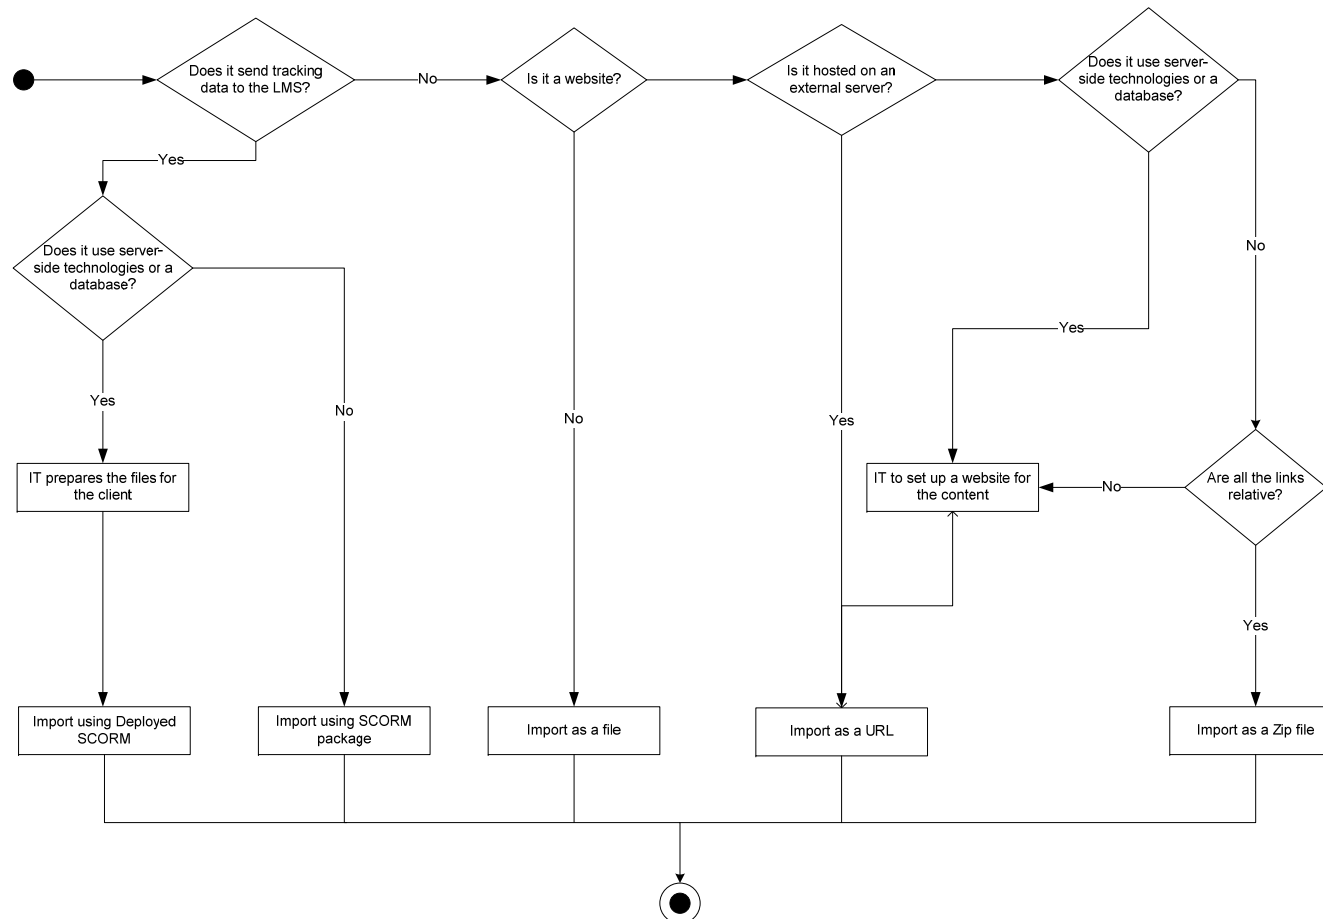 Does it send tracking
data to the LMS?
No
Is it a website?
Is it hosted on an
external server?
Does it use server-
side technologies or a
database?
Yes
Does it use server-
side technologies or a
database?
No
Yes
Yes
No
No
Yes
IT prepares the files for
the client
IT to set up a website for
the content
No
Are all the links
relative?
Yes
Import using Deployed
SCORM
Import using SCORM
package
Import as a file
Import as a URL
Import as a Zip file